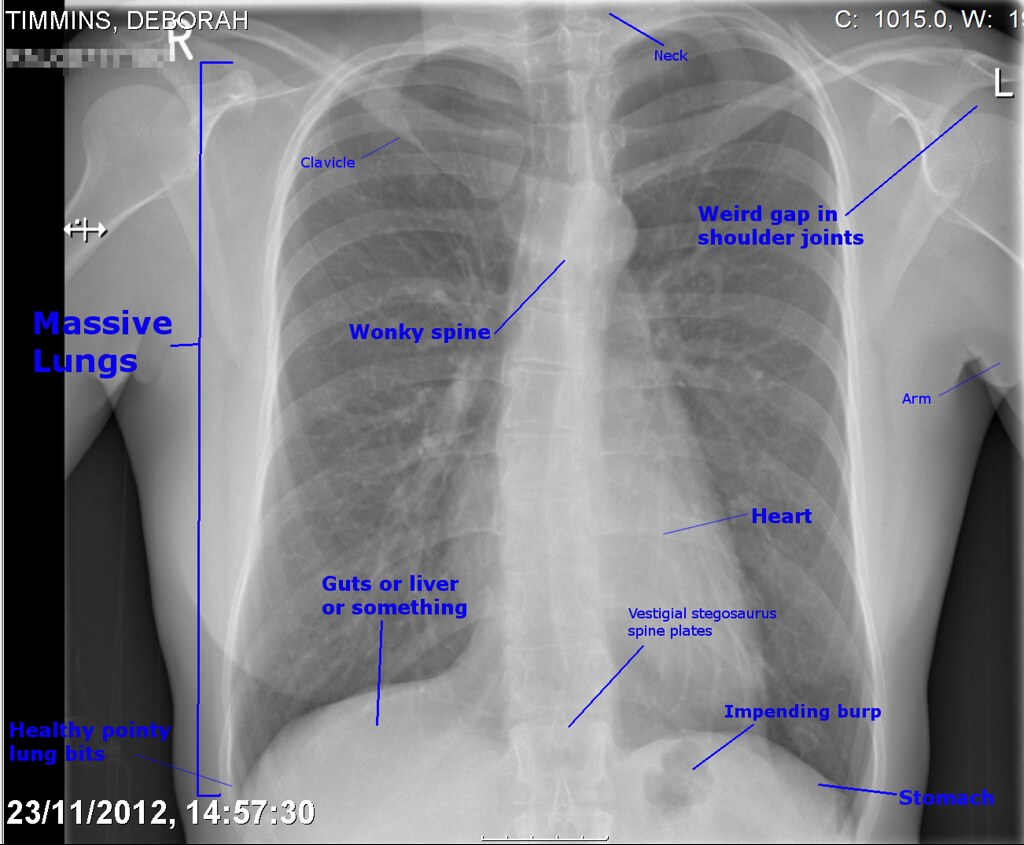 TIMMINS, DEBORAH
C: 1015.0, W:
R
Neck
L
Clavicle
Weird gap in
shoulder joints
Massive
Lungs
Wonky spine
Arm
Heart
Guts or liver
or something
Vestigial stegosaurus
spine plates
Impending burp
Healthy pointy
lung bits
Stomach
23/11/2012, 14:57:30